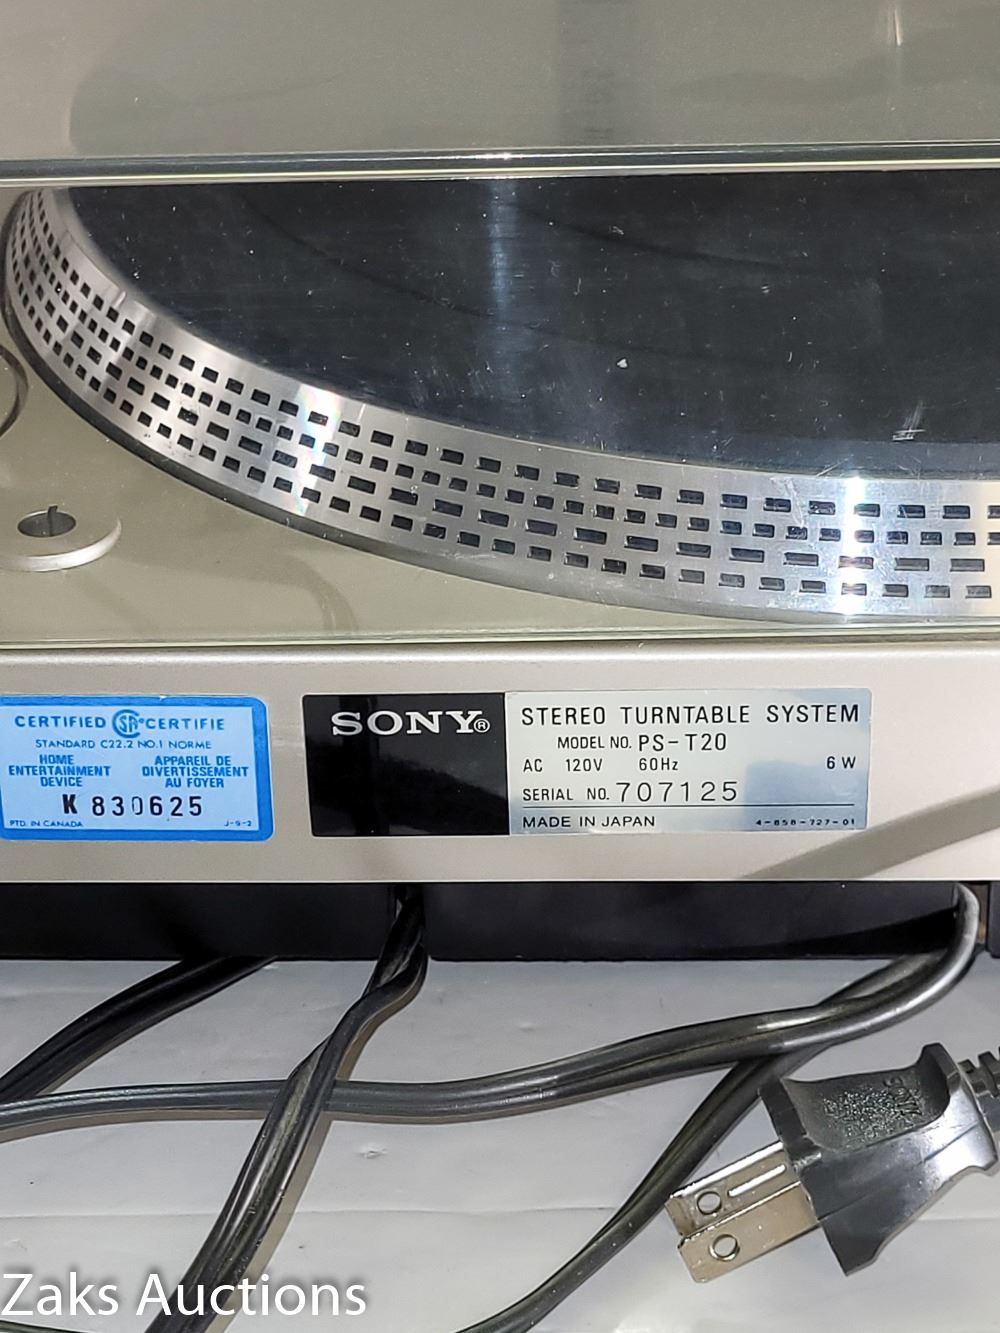 CERTIFIED SA® CERTIFIE
STANDARD C22.2 NO.1 NORME
HOME ENTERTAINMENT DEVICE
APPAREIL DE DIVERTISSEMENT AU FOYER
K 830625
PTD. IN CANADA J-9-2
SONY®
STEREO TURNTABLE SYSTEM
MODEL NO. PS-T20
AC 120V 60Hz 6 W
SERIAL NO. 707125
MADE IN JAPAN 4-858-727-01
Zaks Auctions